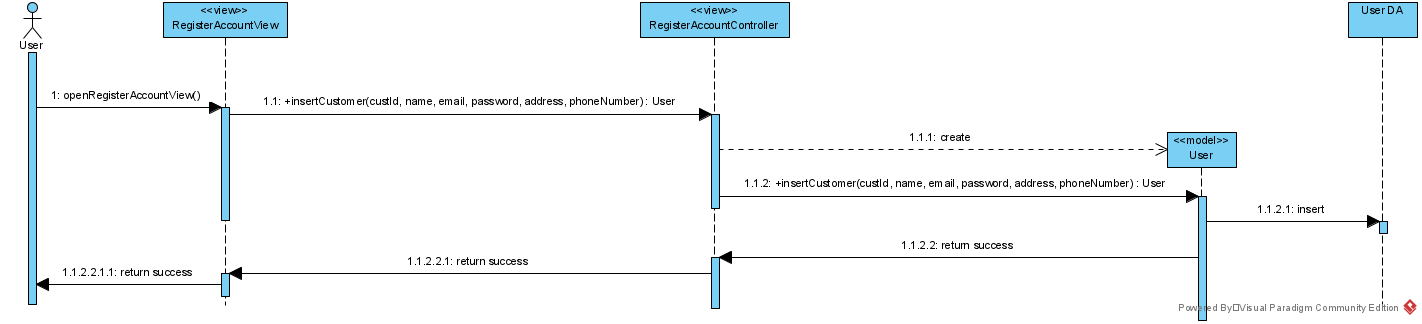 <<view>>
RegisterAccountView
<<view>>
RegisterAccountController
User DA
User
1: openRegisterAccountView()
1.1: +insertCustomer(custId, name, email, password, address, phoneNumber) : User
1.1.1: create
<<model>>
User
1.1.2: +insertCustomer(custId, name, email, password, address, phoneNumber) : User
1.1.2.1: insert
1.1.2.2: return success
1.1.2.2.1: return success
1.1.2.2.1.1: return success
Powered By Visual Paradigm Community Edition